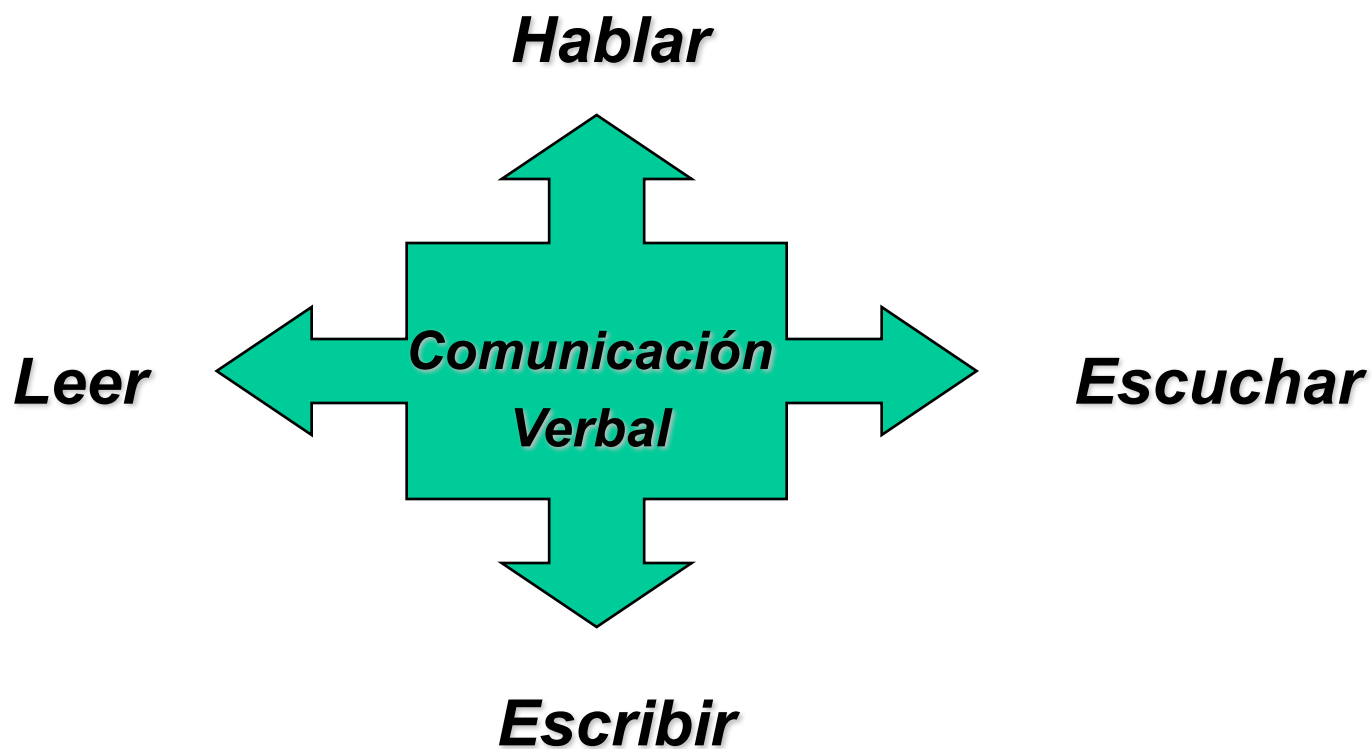 Hablar
Comunicación
Leer
Escuchar
Verbal
Escribir